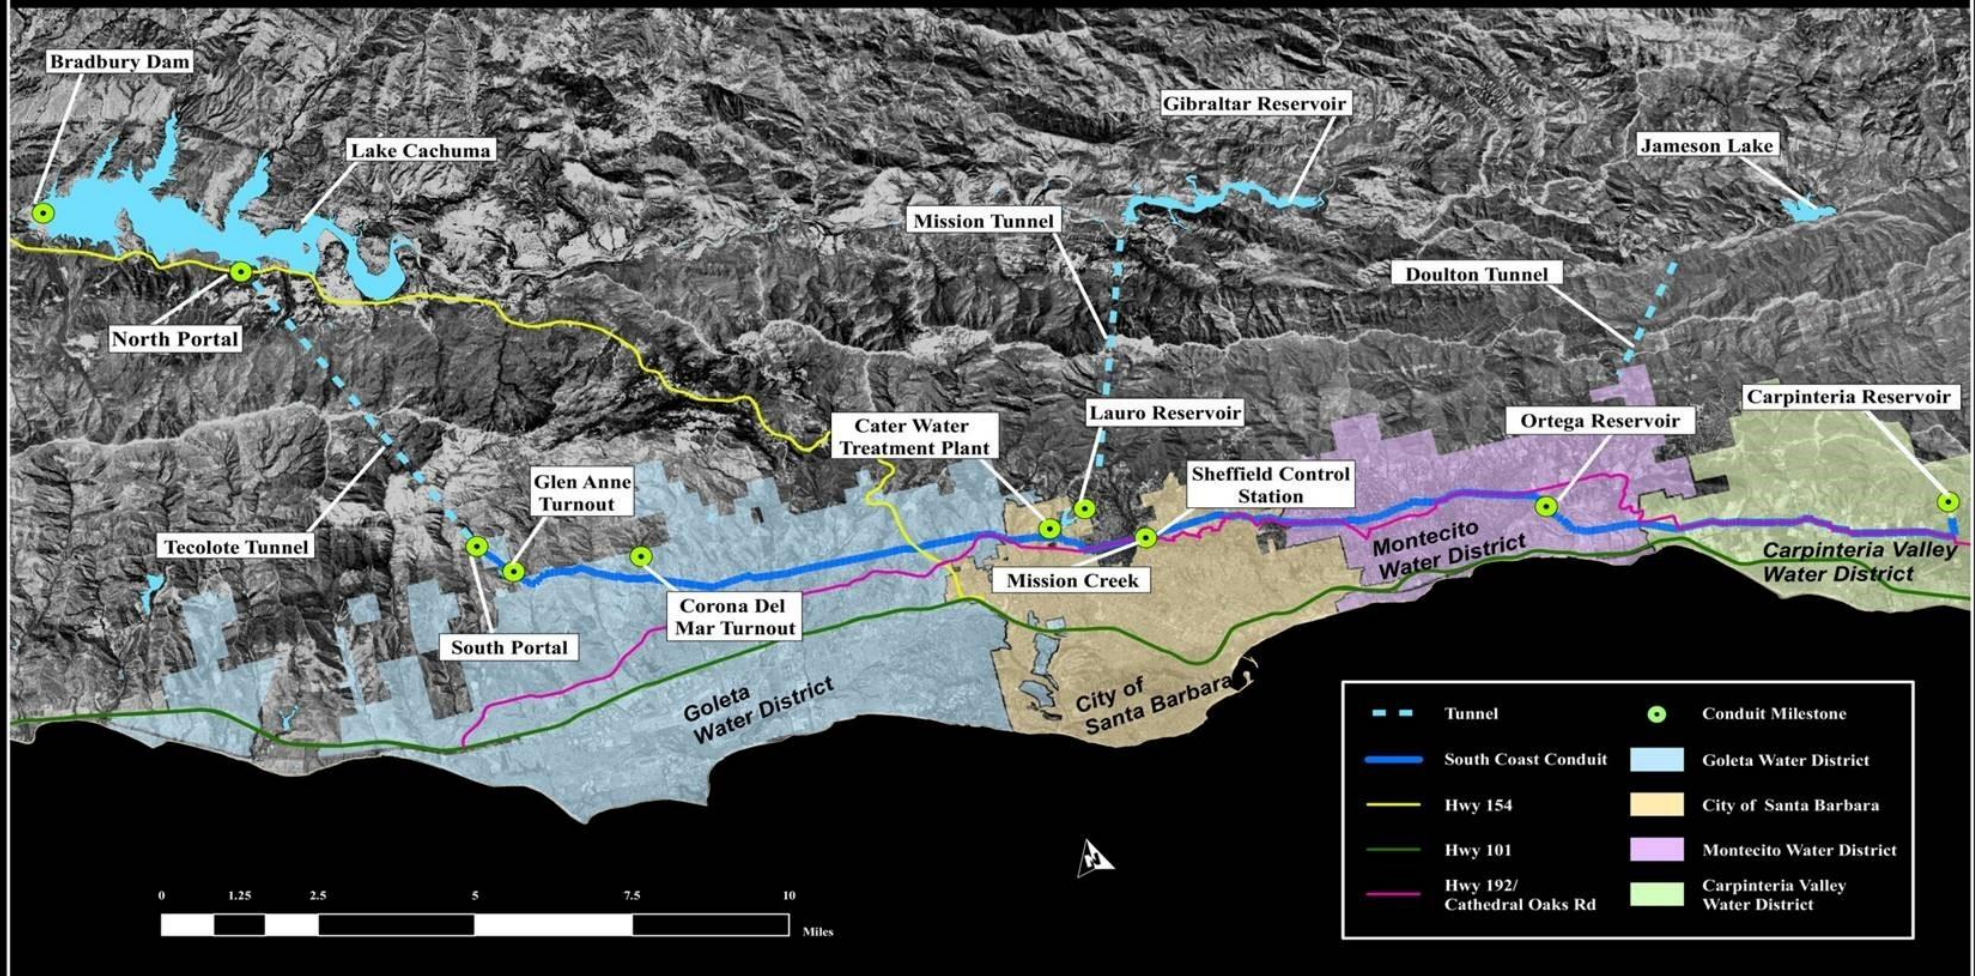 Bradbury Dam
Gibraltar Reservoir
Lake Cachuma
Jameson Lake
Mission Tunnel
Doulton Tunnel
North Portal
Carpinteria Reservoir
Lauro Reservoir
Ortega Reservoir
Cater Water
Treatment Plant
Sheffield Control
Station
Glen Anne
Turnout
Tecolote Tunnel
Montecito
Water District
Carpinteria Valley
Water District
Mission Creek
Corona Del
Mar Turnout
South Portal
Goleta
Water District
City of
Santa Barbara
Tunnel
South Coast Conduit
Hwy 154
Hwy 101
Hwy 192/
Cathedral Oaks Rd
Conduit Milestone
Goleta Water District
City of Santa Barbara
Montecito Water District
Carpinteria Valley
Water District
N
0 1.25 2.5 5 7.5 10
Miles